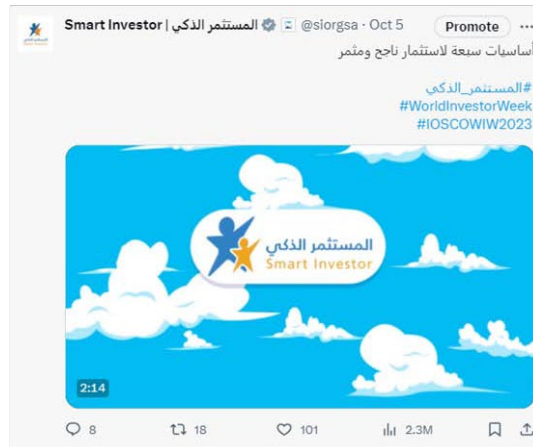 Smart Investor | المستثمر الذكي @siorgsa · Oct 5 Promote ...
أساسيات سبعة لاستثمار ناجح ومثمر
#المستثمر_الذكي
#WorldInvestorWeek
#IOSCOWIW2023
المستثمر الذكي
Smart Investor
2:14
8 18 101 2.3M